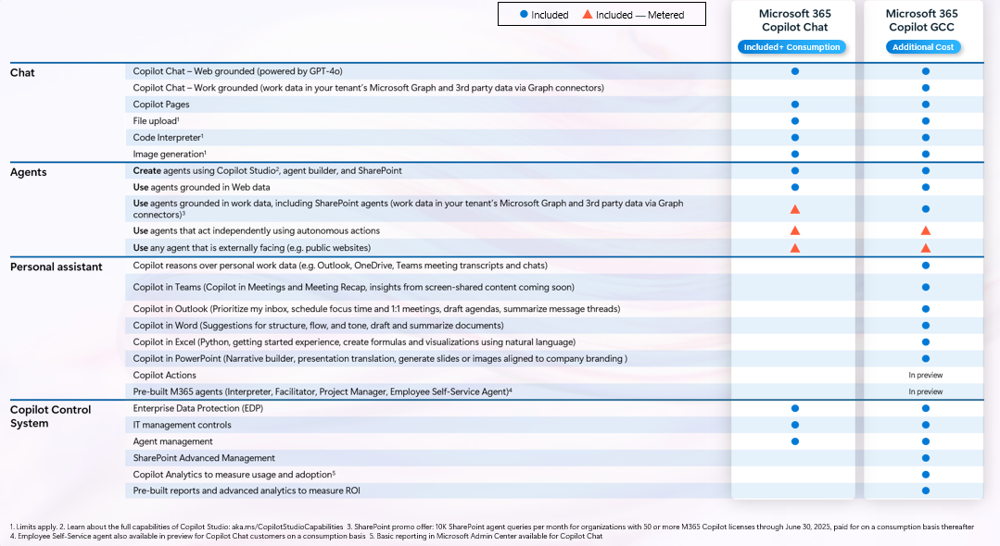 Included Included — Metered
Microsoft 365
Copilot Chat
Included+ Consumption
Microsoft 365
Copilot GCC
Additional Cost
Chat
Copilot Chat – Web grounded (powered by GPT-4o)
Copilot Chat – Work grounded (work data in your tenant's Microsoft Graph and 3rd party data via Graph connectors)
Copilot Pages
File upload¹
Code Interpreter¹
Image generation¹
Agents
Create agents using Copilot Studio², agent builder, and SharePoint
Use agents grounded in Web data
Use agents grounded in work data, including SharePoint agents (work data in your tenant's Microsoft Graph and 3rd party data via Graph
connectors)³
Use agents that act independently using autonomous actions
Use any agent that is externally facing (e.g. public websites)
Personal assistant
Copilot reasons over personal work data (e.g. Outlook, OneDrive, Teams meeting transcripts and chats)
Copilot in Teams (Copilot in Meetings and Meeting Recap, insights from screen-shared content coming soon)
Copilot in Outlook (Prioritize my inbox, schedule focus time and 1:1 meetings, draft agendas, summarize message threads)
Copilot in Word (Suggestions for structure, flow, and tone, draft and summarize documents)
Copilot in Excel (Python, getting started experience, create formulas and visualizations using natural language)
Copilot in PowerPoint (Narrative builder, presentation translation, generate slides or images aligned to company branding )
Copilot Actions In preview
Pre-built M365 agents (Interpreter, Facilitator, Project Manager, Employee Self-Service Agent)⁴ In preview
Copilot Control
System
Enterprise Data Protection (EDP)
IT management controls
Agent management
SharePoint Advanced Management
Copilot Analytics to measure usage and adoption⁵
Pre-built reports and advanced analytics to measure ROI
1. Limits apply. 2. Learn about the full capabilities of Copilot Studio: aka.ms/CopilotStudioCapabilities 3. SharePoint promo offer: 10K SharePoint agent queries per month for organizations with 50 or more M365 Copilot licenses through June 30, 2025, paid for on a consumption basis thereafter
4. Employee Self-Service agent also available in preview for Copilot Chat customers on a consumption basis 5. Basic reporting in Microsoft Admin Center available for Copilot Chat